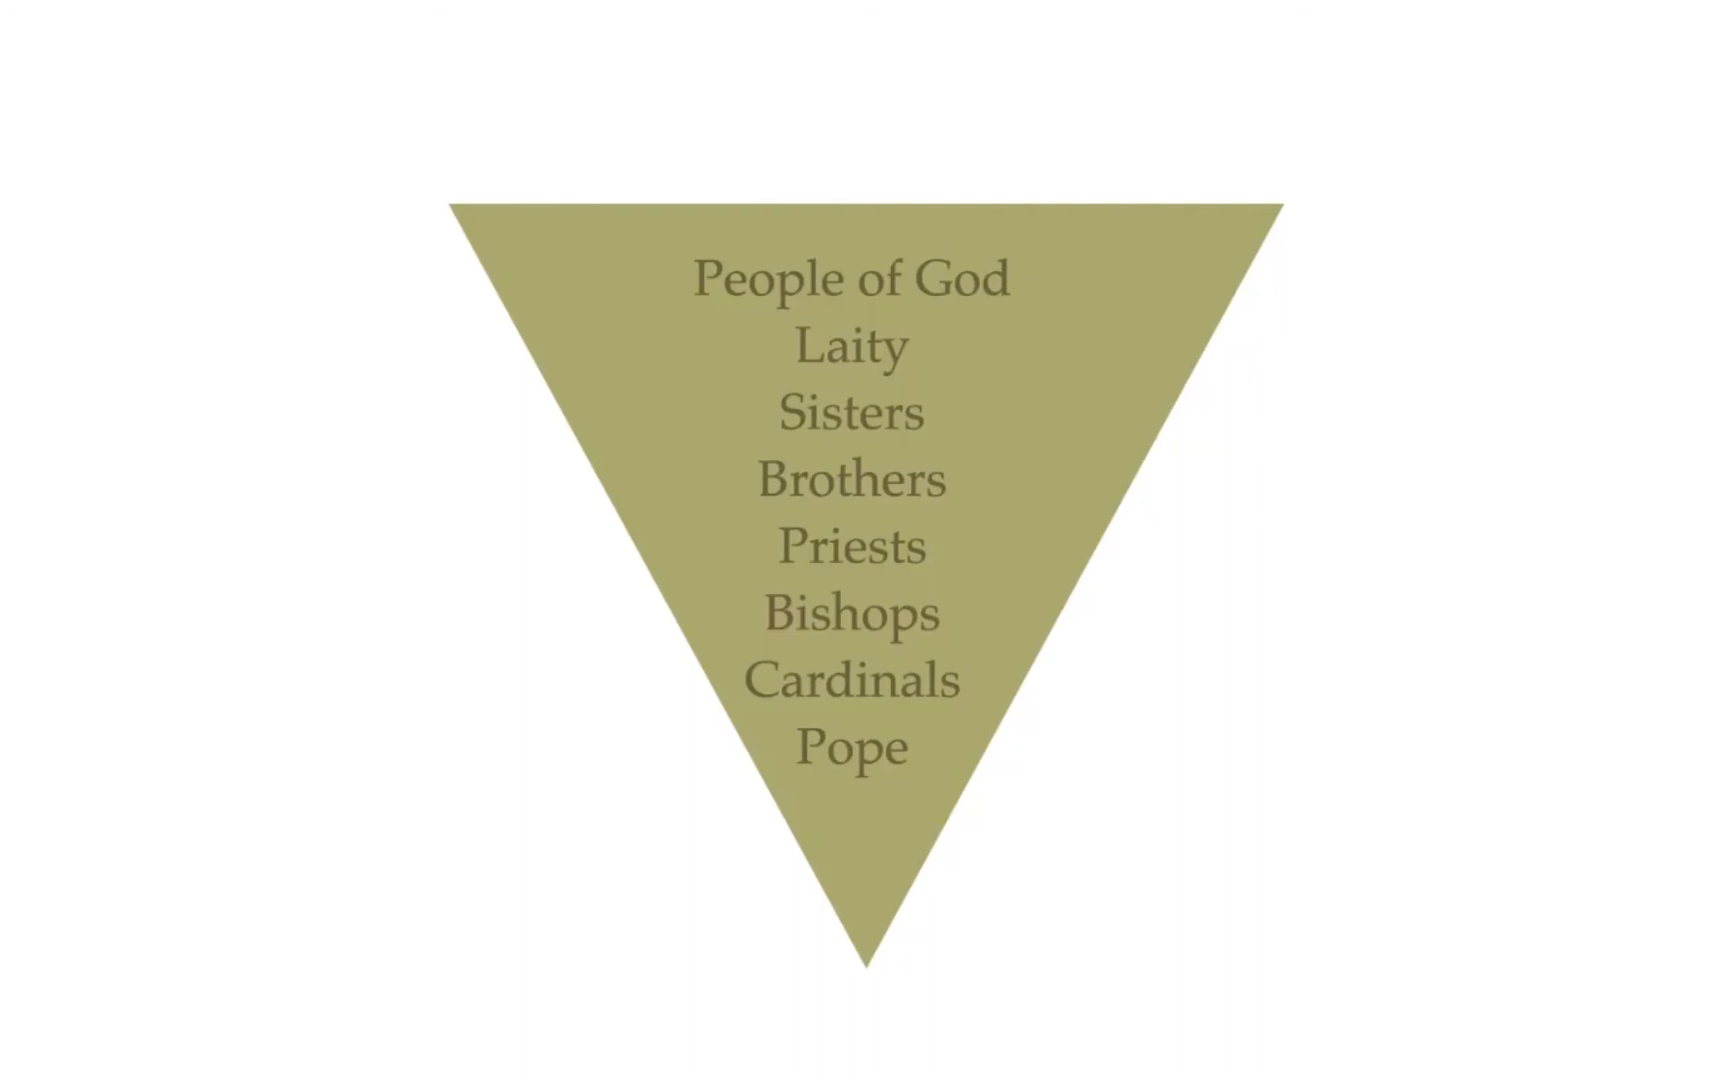 People of God
Laity
Sisters
Brothers
Priests
Bishops
Cardinals
Pope